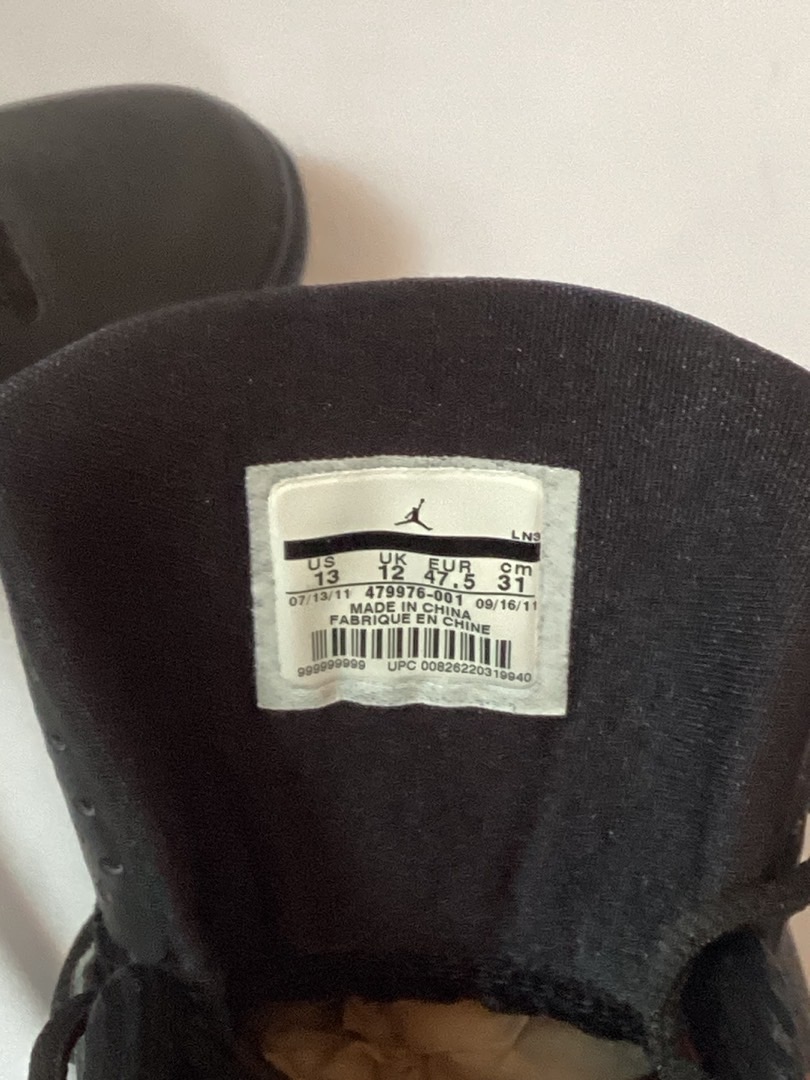 LN3
US UK EUR cm
13 12 47.5 31
07/13/11 479976-001 09/16/11
MADE IN CHINA
FABRIQUE EN CHINE
999999999 UPC 00826220319940